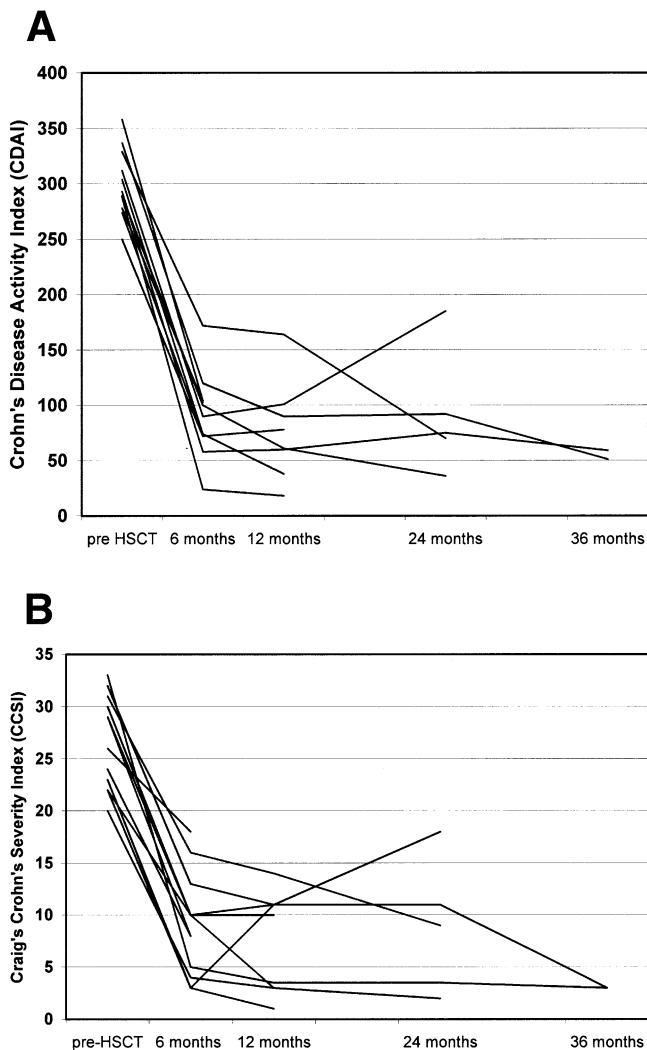 A
Crohn's Disease Activity Index (CDAI)
400
350
300
250
200
150
100
50
0
pre HSCT 6 months 12 months 24 months 36 months
B
Craig's Crohn's Severity Index (CCSI)
35
30
25
20
15
10
5
0
pre-HSCT 6 months 12 months 24 months 36 months